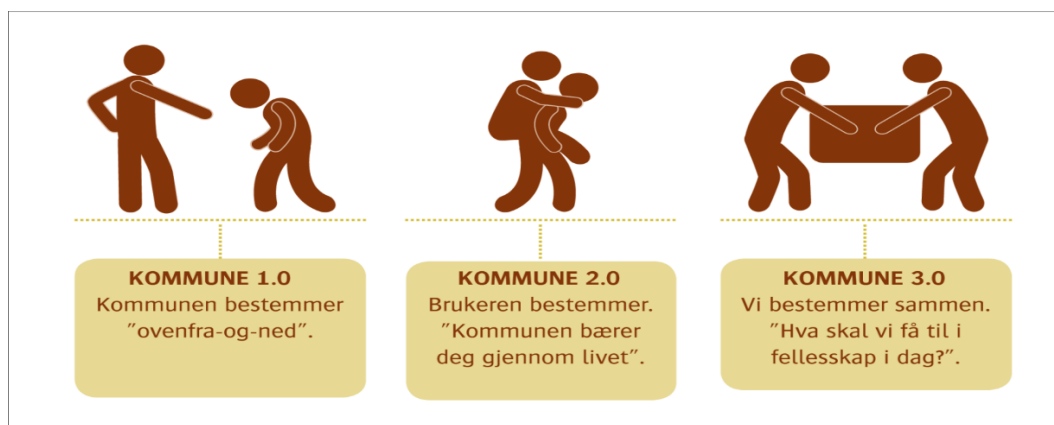 KOMMUNE 1.0
Kommunen bestemmer
”ovenfra-og-ned”.
KOMMUNE 2.0
Brukeren bestemmer.
”Kommunen bærer
deg gjennom livet”.
KOMMUNE 3.0
Vi bestemmer sammen.
”Hva skal vi få til i
fellesskap i dag?”.